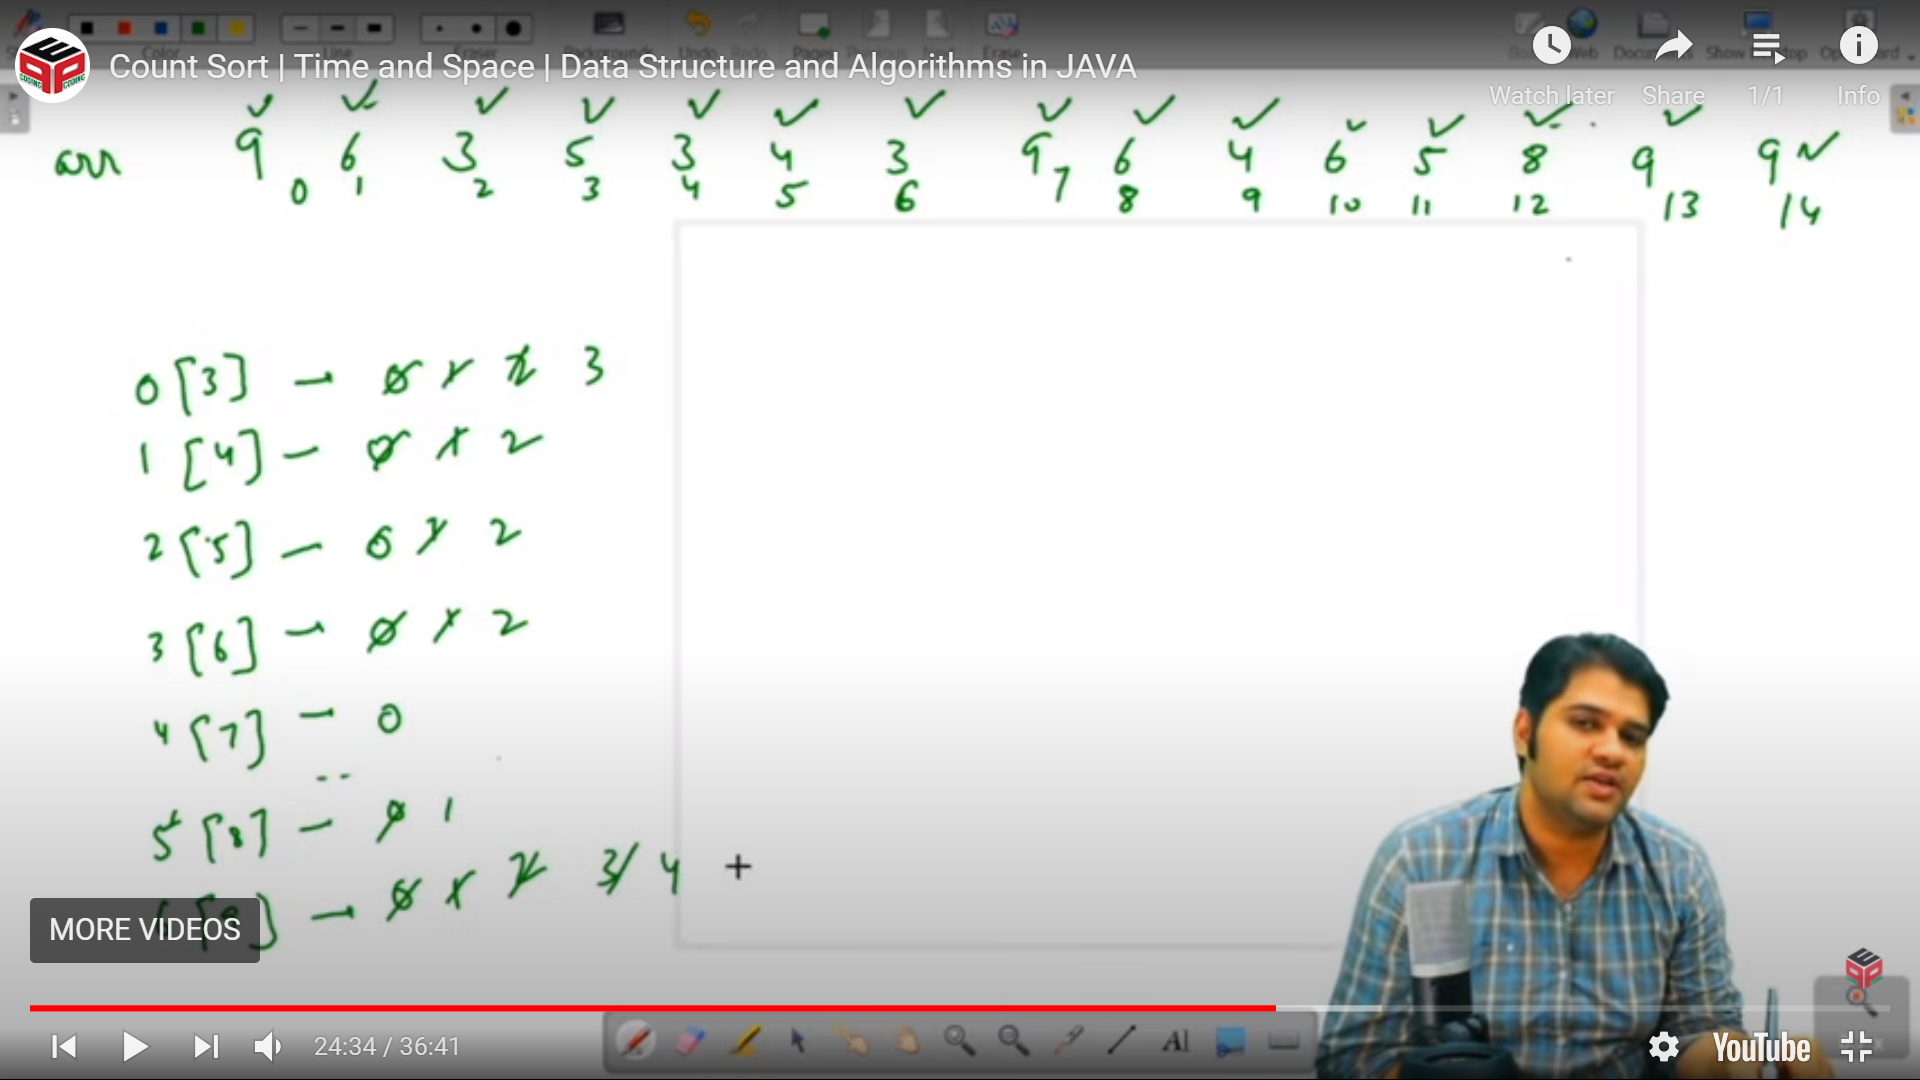 Count Sort | Time and Space | Data Structure and Algorithms in JAVA
Watch later Share 1/1 Info
arr 9 6 3 5 3 4 3 9 6 4 6 5 8 9 9
0 1 2 3 4 5 6 7 8 9 10 11 12 13 14
0 [3] - 0 1 2 3
1 [4] - 0 1 2
2 [5] - 0 1 2
3 [6] - 0 1 2
4 [7] - 0
5 [8] - 0 1
6 [9] - 0 1 2 3 4
MORE VIDEOS
24:34 / 36:41
YouTube